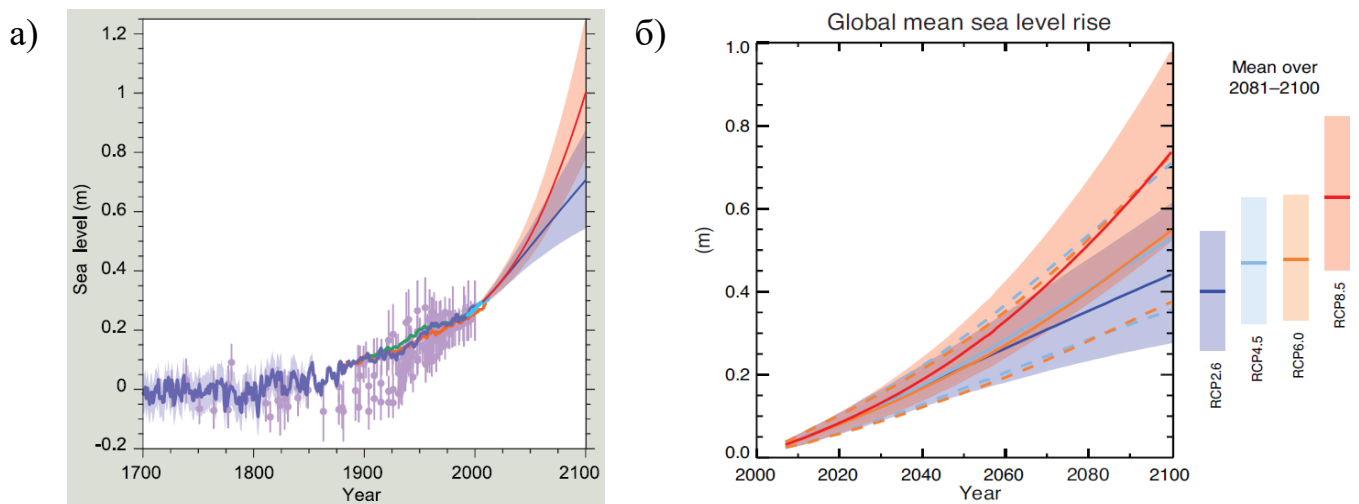 а)
1.2
1
0.8
0.6
0.4
0.2
0
-0.2
Sea level (m)
1700
1800
1900
2000
2100
Year
б)
Global mean sea level rise
1.0
0.8
0.6
0.4
0.2
0.0
(m)
2000
2020
2040
2060
2080
2100
Year
Mean over
2081–2100
RCP2.6
RCP4.5
RCP6.0
RCP8.5